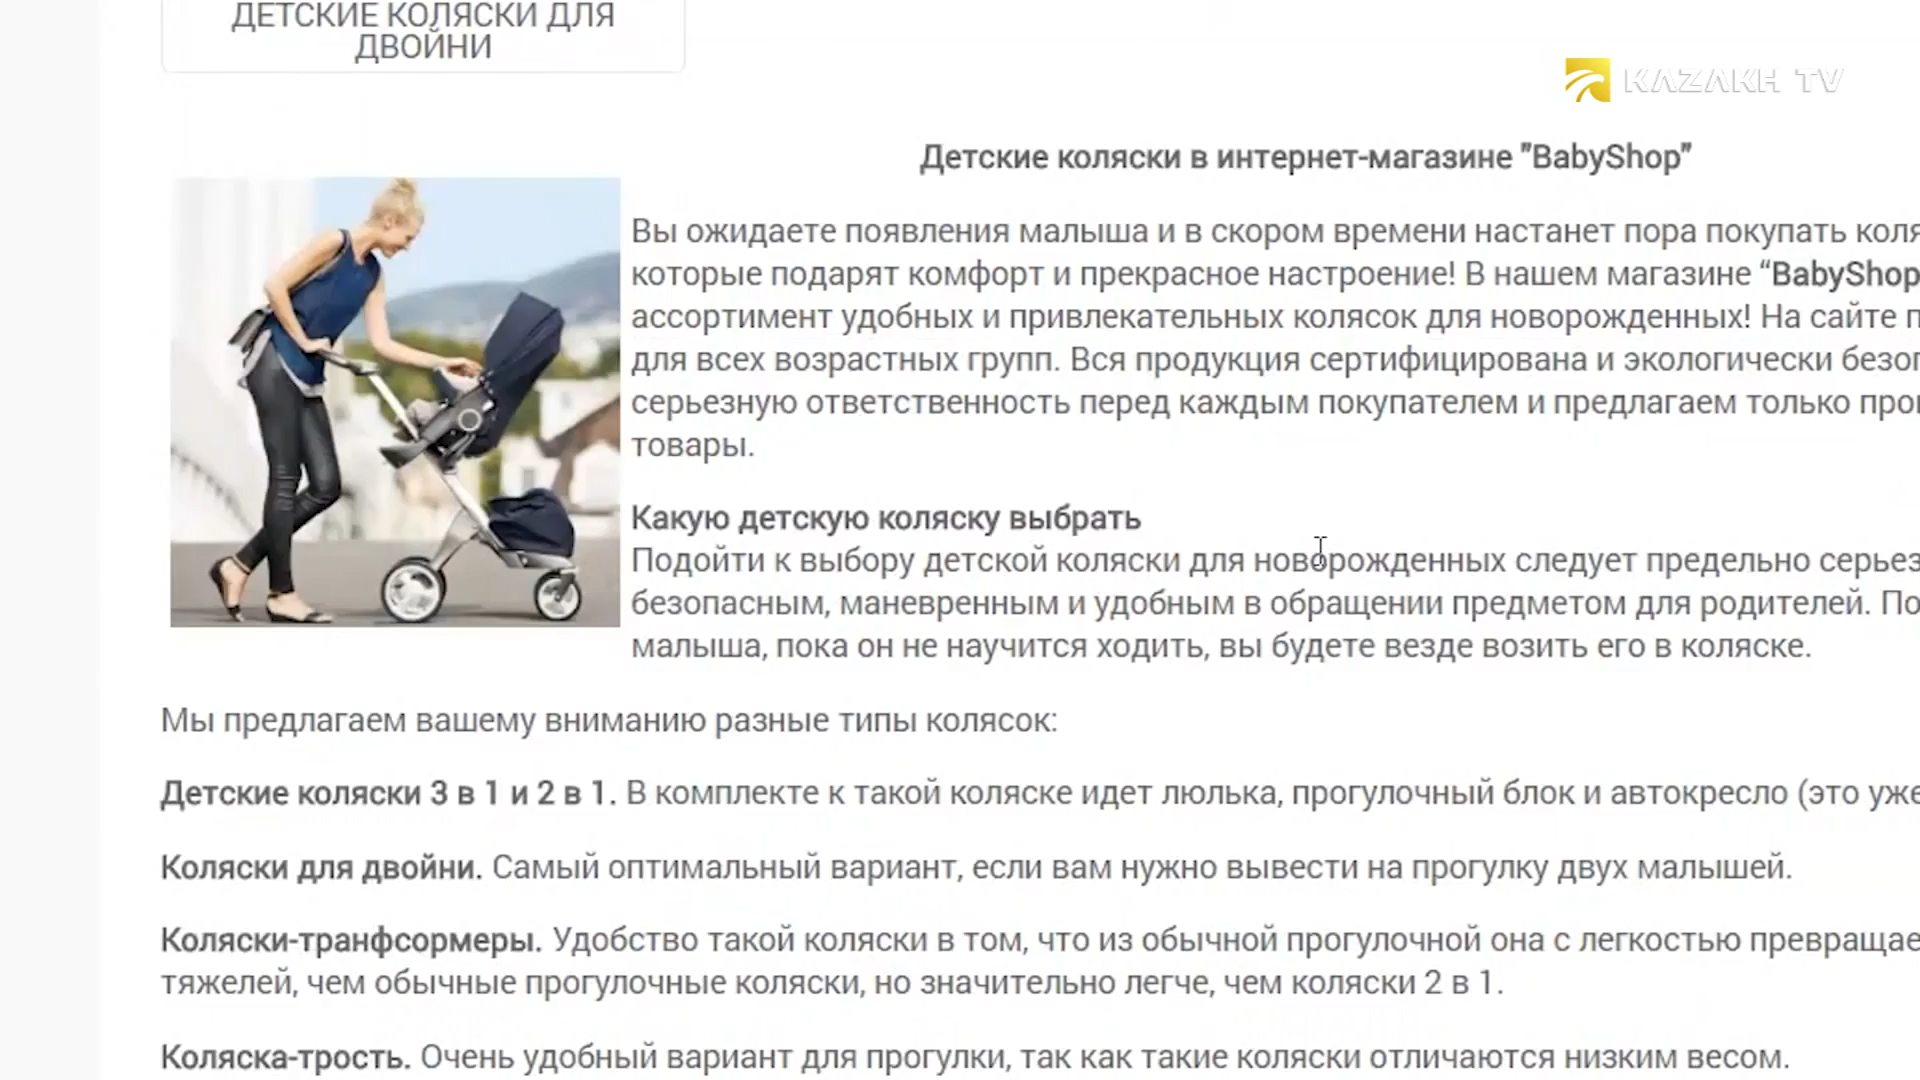 ДЕТСКИЕ КОЛЯСКИ ДЛЯ
ДВОЙНИ
KAZAKH TV
Детские коляски в интернет-магазине "BabyShop"
Вы ожидаете появления малыша и в скором времени настанет пора покупать
которые подарят комфорт и прекрасное настроение! В нашем магазине “BabyShop
ассортимент удобных и привлекательных колясок для новорожденных! На сайте
для всех возрастных групп. Вся продукция сертифицирована и экологически
серьезную ответственность перед каждым покупателем и предлагаем только
товары.
Какую детскую коляску выбрать
Подойти к выбору детской коляски для новорожденных следует предельно
безопасным, маневренным и удобным в обращении предметом для родителей.
малыша, пока он не научится ходить, вы будете везде возить его в коляске.
Мы предлагаем вашему вниманию разные типы колясок:
Детские коляски 3 в 1 и 2 в 1. В комплекте к такой коляске идет люлька, прогулочный блок и автокресло (это уже
Коляски для двойни. Самый оптимальный вариант, если вам нужно вывести на прогулку двух малышей.
Коляски-транфсормеры. Удобство такой коляски в том, что из обычной прогулочной она с легкостью
тяжелей, чем обычные прогулочные коляски, но значительно легче, чем коляски 2 в 1.
Коляска-трость. Очень удобный вариант для прогулки, так как такие коляски отличаются низким весом.